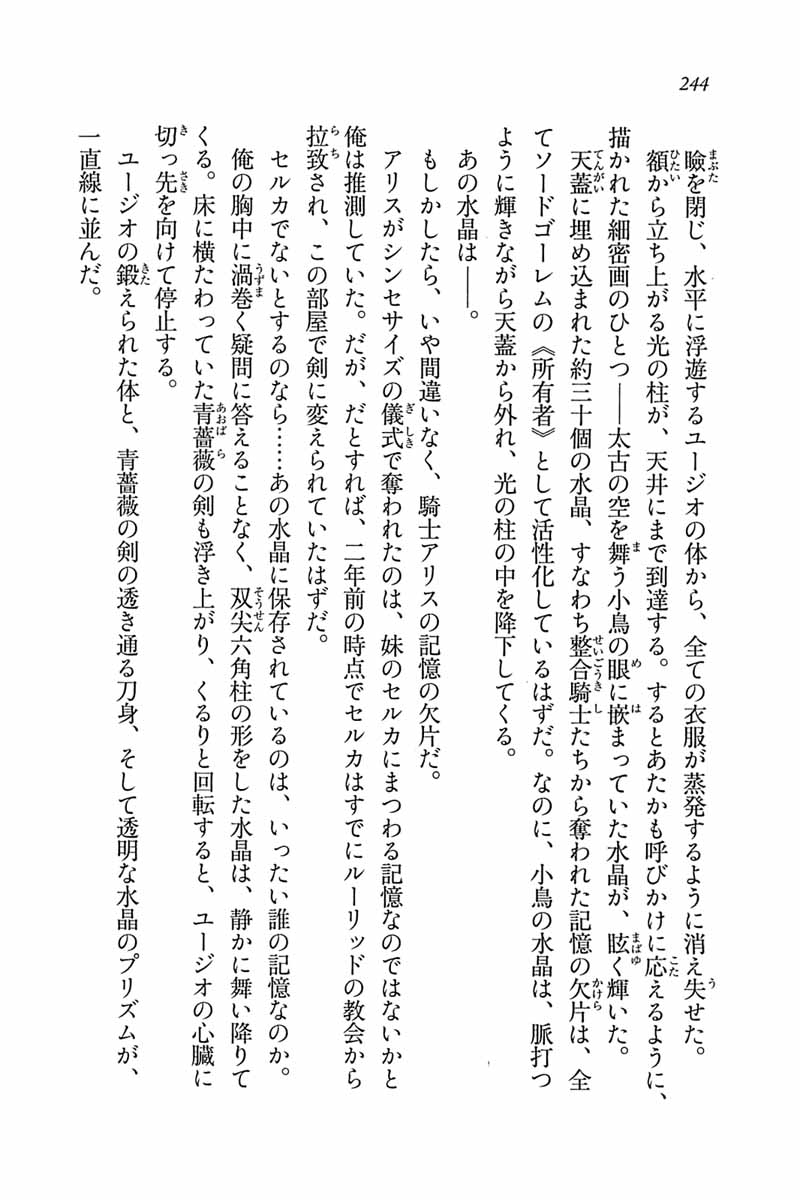 244
瞼を閉じ、水平に浮遊するユージオの体から、全ての衣服が蒸発するように消え失せた。
額から立ち上がる光の柱が、天井にまで到達する。するとあたかも呼びかけに応えるように、
描かれた細密画のひとつ――太古の空を舞う小鳥の眼に嵌まっていた水晶が、眩く輝いた。
天蓋に埋め込まれた約三十個の水晶、すなわち整合騎士たちから奪われた記憶の欠片は、全
てソードゴーレムの《所有者》として活性化しているはずだ。なのに、小鳥の水晶は、脈打つ
ように輝きながら天蓋から外れ、光の柱の中を降下してくる。
あの水晶は――。
もしかしたら、いや間違いなく、騎士アリスの記憶の欠片だ。
アリスがシンセサイズの儀式で奪われたのは、妹のセルカにまつわる記憶なのではないかと
俺は推測していた。だが、だとすれば、二年前の時点でセルカはすでにルーリッドの教会から
拉致され、この部屋で剣に変えられていたはずだ。
セルカでないとするのなら……あの水晶に保存されているのは、いったい誰の記憶なのか。
俺の胸中に渦巻く疑問に答えることなく、双尖六角柱の形をした水晶は、静かに舞い降りて
くる。床に横たわっていた青薔薇の剣も浮き上がり、くるりと回転すると、ユージオの心臓に
切っ先を向けて停止する。
ユージオの鍛えられた体と、青薔薇の剣の透き通る刀身、そして透明な水晶のプリズムが、
一直線に並んだ。